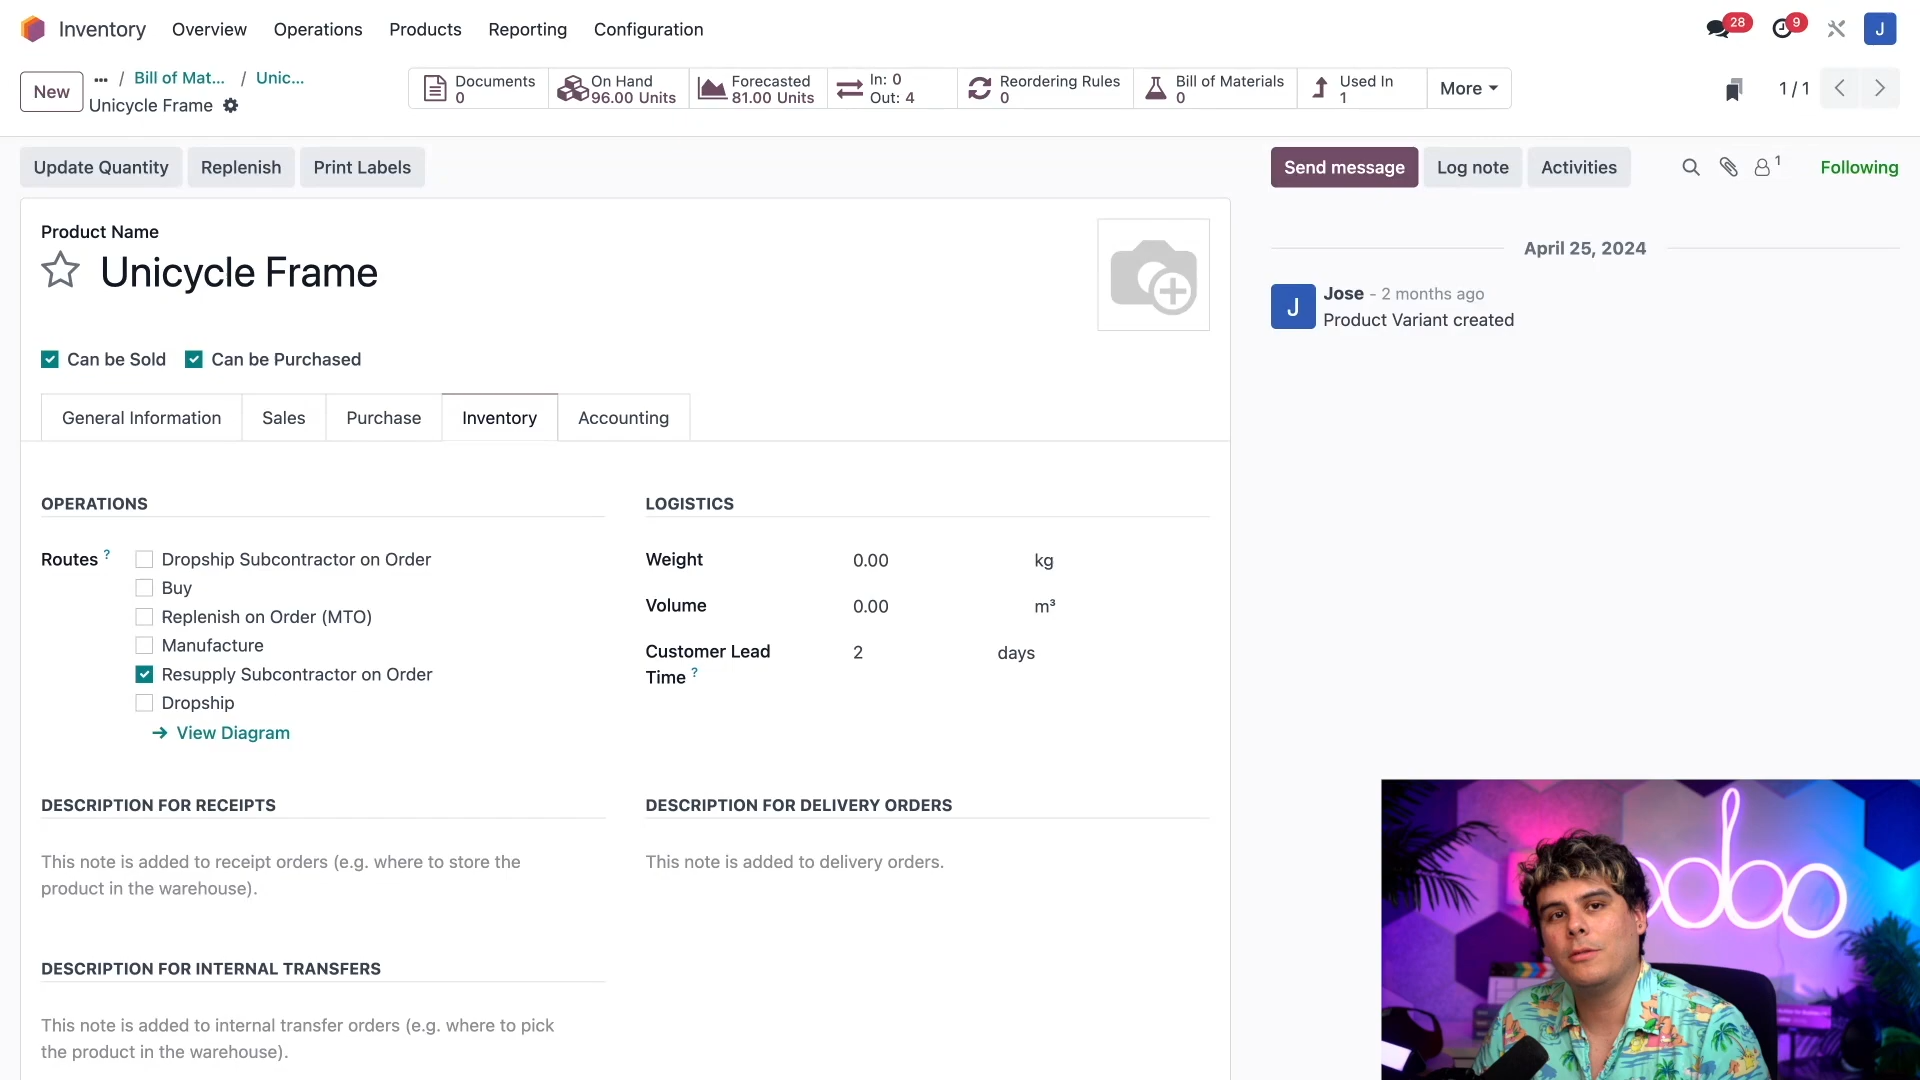 Inventory Overview Operations Products Reporting Configuration 28 9 J
New ... / Bill of Mat... / Unic...
Unicycle Frame
Documents
0
On Hand
96.00 Units
Forecasted
81.00 Units
In: 0
Out: 4
Reordering Rules
0
Bill of Materials
0
Used In
1
More
1 / 1
Update Quantity Replenish Print Labels
Send message Log note Activities 1 Following
Product Name
Unicycle Frame
Can be Sold Can be Purchased
General Information Sales Purchase Inventory Accounting
OPERATIONS
Routes ?
Dropship Subcontractor on Order
Buy
Replenish on Order (MTO)
Manufacture
Resupply Subcontractor on Order
Dropship
View Diagram
LOGISTICS
Weight 0.00 kg
Volume 0.00 m³
Customer Lead
Time ?
2 days
DESCRIPTION FOR RECEIPTS
This note is added to receipt orders (e.g. where to store the
product in the warehouse).
DESCRIPTION FOR DELIVERY ORDERS
This note is added to delivery orders.
DESCRIPTION FOR INTERNAL TRANSFERS
This note is added to internal transfer orders (e.g. where to pick
the product in the warehouse).
April 25, 2024
J
Jose - 2 months ago
Product Variant created
odoo